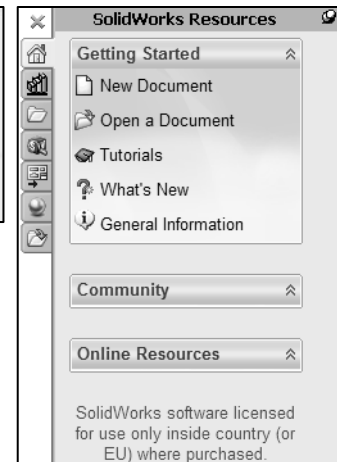 SolidWorks Resources
Getting Started
New Document
Open a Document
Tutorials
What's New
General Information
Community
Online Resources
SolidWorks software licensed
for use only inside country (or
EU) where purchased.